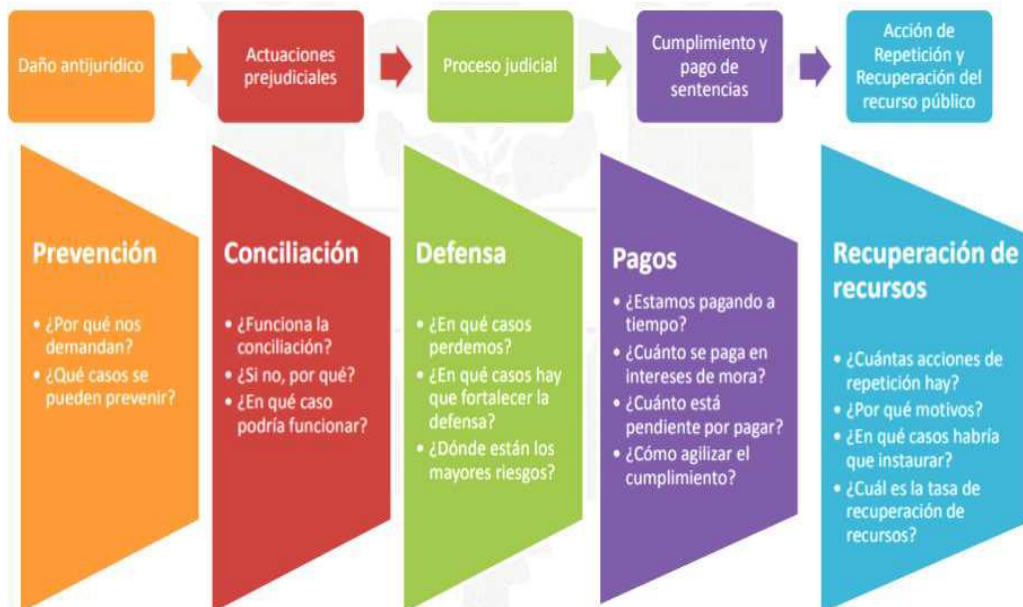 Daño antijurídico
Actuaciones
prejudiciales
Proceso judicial
Cumplimiento y
pago de
sentencias
Acción de
Repetición y
Recuperación del
recurso público
Prevención
• ¿Por qué nos
demandan?
• ¿Qué casos se
pueden prevenir?
Conciliación
• ¿Funciona la
conciliación?
• ¿Si no, por qué?
• ¿En qué caso
podría funcionar?
Defensa
• ¿En qué casos
perdemos?
• ¿En qué casos hay
que fortalecer la
defensa?
• ¿Dónde están los
mayores riesgos?
Pagos
• ¿Estamos pagando a
tiempo?
• ¿Cuánto se paga en
intereses de mora?
• ¿Cuánto está
pendiente por pagar?
• ¿Cómo agilizar el
cumplimiento?
Recuperación de
recursos
• ¿Cuántas acciones de
repetición hay?
• ¿Por qué motivos?
• ¿En qué casos habría
que instaurar?
• ¿Cuál es la tasa de
recuperación de
recursos?